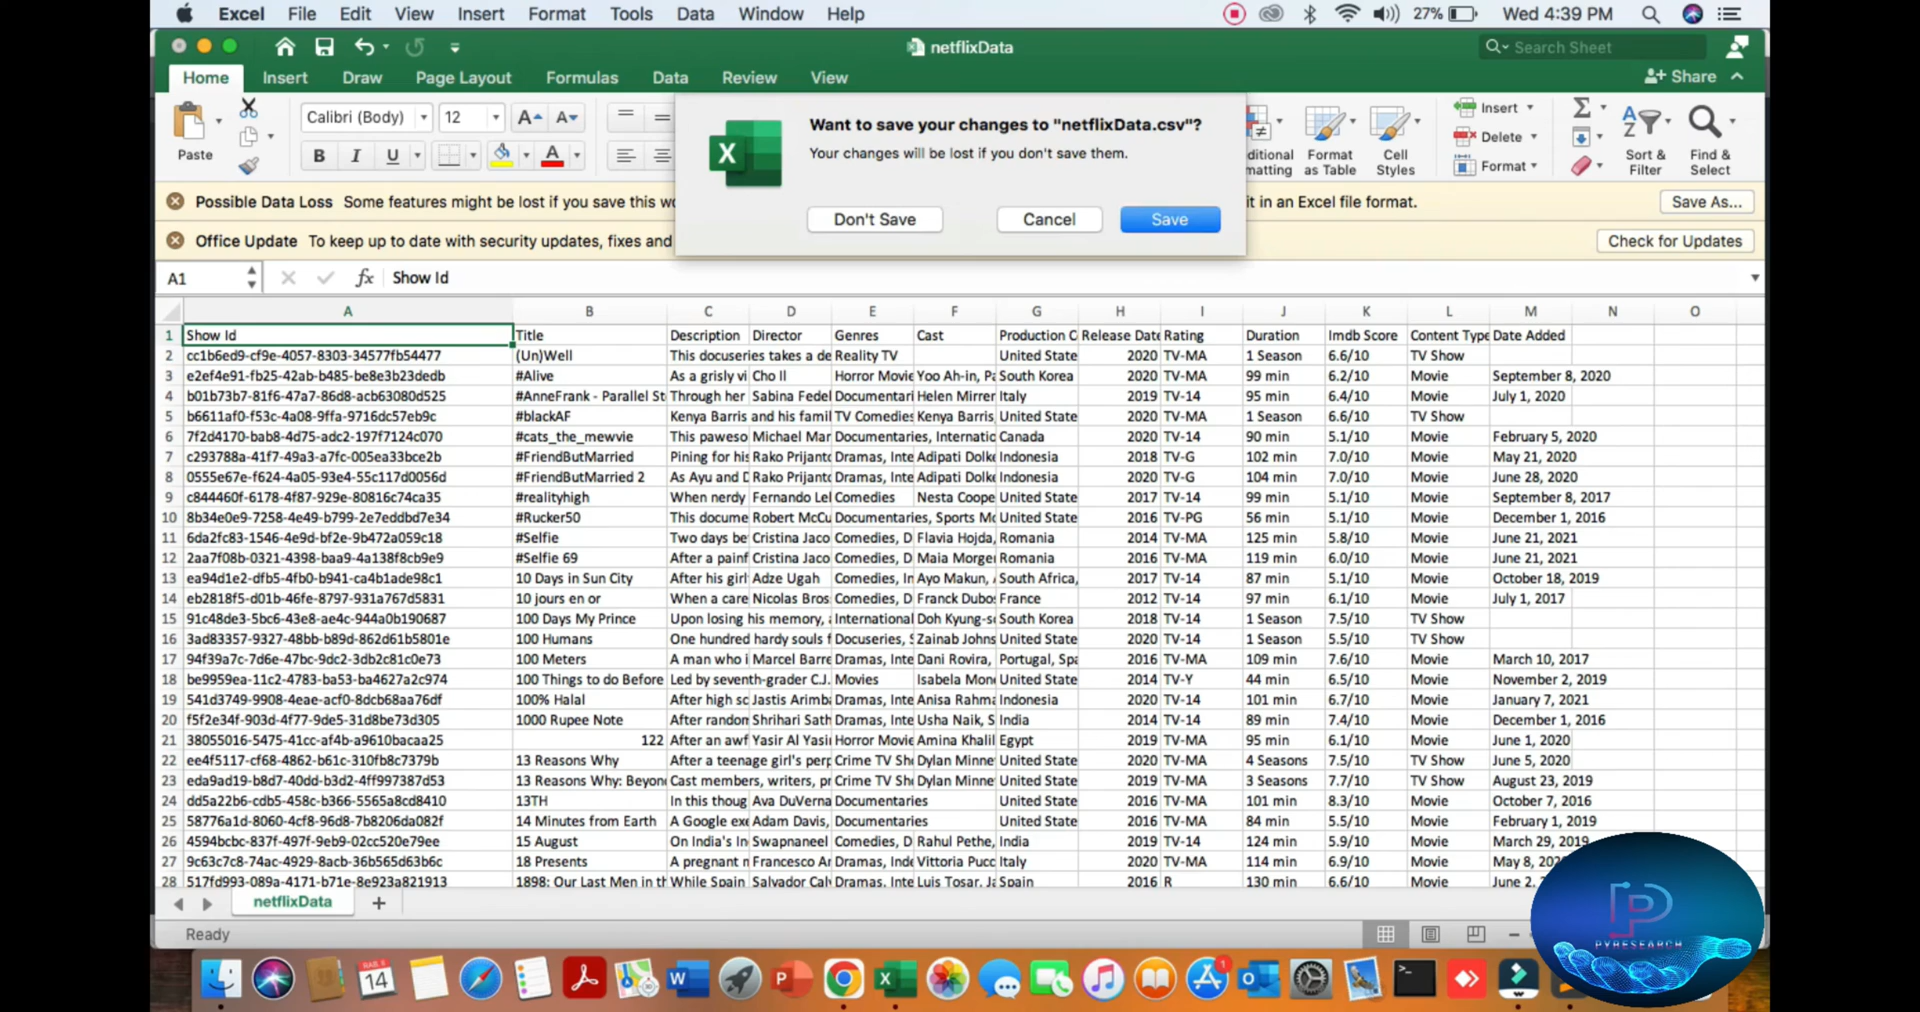 Excel File Edit View Insert Format Tools Data Window Help 27% Wed 4:39 PM
netflixData Search Sheet
Home Insert Draw Page Layout Formulas Data Review View Share
Paste Calibri (Body) 12 B I U Format as Table Cell Styles Insert Delete Format Sort & Filter Find & Select
Want to save your changes to "netflixData.csv"?
Your changes will be lost if you don't save them.
Don't Save Cancel Save
Possible Data Loss Some features might be lost if you save this it in an Excel file format. Save As...
Office Update To keep up to date with security updates, fixes and Check for Updates
A1 fx Show Id
A B C D E F G H I J K L M N O
1 Show Id Title Description Director Genres Cast Production C Release Date Rating Duration Imdb Score Content Type Date Added
2 cc1b6ed9-cf9e-4057-8303-34577fb54477 (Un)Well This docuseries takes a de Reality TV United State 2020 TV-MA 1 Season 6.6/10 TV Show
3 e2ef4e91-fb25-42ab-b485-be8e3b23dedb #Alive As a grisly vi Cho Il Horror Movie Yoo Ah-in, Pa South Korea 2020 TV-MA 99 min 6.2/10 Movie September 8, 2020
4 b01b73b7-81f6-47a7-86d8-acb63080d525 #AnneFrank - Parallel St Through her Sabina Fedel Documentari Helen Mirren Italy 2019 TV-14 95 min 6.4/10 Movie July 1, 2020
5 b6611af0-f53c-4a08-9ffa-9716dc57eb9c #blackAF Kenya Barris and his famil TV Comedies Kenya Barris, United State 2020 TV-MA 1 Season 6.6/10 TV Show
6 7f2d4170-bab8-4d75-adc2-197f7124c070 #cats_the_mewvie This paweso Michael Mar Documentaries, Internatio Canada 2020 TV-14 90 min 5.1/10 Movie February 5, 2020
7 c293788a-41f7-49a3-a7fc-005ea33bce2b #FriendButMarried Pining for his Rako Prijanto Dramas, Inte Adipati Dolke Indonesia 2018 TV-G 102 min 7.0/10 Movie May 21, 2020
8 0555e67e-f624-4a05-93e4-55c117d0056d #FriendButMarried 2 As Ayu and D Rako Prijanto Dramas, Inte Adipati Dolke Indonesia 2020 TV-G 104 min 7.0/10 Movie June 28, 2020
9 c844460f-6178-4f87-929e-80816c74ca35 #realityhigh When nerdy Fernando Lel Comedies Nesta Coope United State 2017 TV-14 99 min 5.1/10 Movie September 8, 2017
10 8b34e0e9-7258-4e49-b799-2e7eddbd7e34 #Rucker50 This docume Robert McCu Documentaries, Sports Mo United State 2016 TV-PG 56 min 5.1/10 Movie December 1, 2016
11 6da2fc83-1546-4e9d-bf2e-9b472a059c18 #Selfie Two days be Cristina Jaco Comedies, D Flavia Hojda, Romania 2014 TV-MA 125 min 5.8/10 Movie June 21, 2021
12 2aa7f08b-0321-4398-baa9-4a138f8cb9e9 #Selfie 69 After a painf Cristina Jaco Comedies, D Maia Morger Romania 2016 TV-MA 119 min 6.0/10 Movie June 21, 2021
13 ea94d1e2-dfb5-4fb0-b941-ca4b1ade98c1 10 Days in Sun City After his girl Adze Ugah Comedies, In Ayo Makun, A South Africa, 2017 TV-14 87 min 5.1/10 Movie October 18, 2019
14 eb2818f5-d01b-46fe-8797-931a767d5831 10 jours en or When a care Nicolas Bros Comedies, D Franck Dubos France 2012 TV-14 97 min 6.1/10 Movie July 1, 2017
15 91c48de3-5bc6-43e8-ae4c-944a0b190687 100 Days My Prince Upon losing his memory, a International Doh Kyung-so South Korea 2018 TV-14 1 Season 7.5/10 TV Show
16 3ad83357-9327-48bb-b89d-862d61b5801e 100 Humans One hundred hardy souls f Docuseries, S Zainab Johns United State 2020 TV-14 1 Season 5.5/10 TV Show
17 94f39a7c-7d6e-47bc-9dc2-3db2c81c0e73 100 Meters A man who i Marcel Barre Dramas, Inte Dani Rovira, Portugal, Spa 2016 TV-MA 109 min 7.6/10 Movie March 10, 2017
18 be9959ea-11c2-4783-ba53-ba4627a2c974 100 Things to do Before Led by seventh-grader C.J. Movies Isabela Mone United State 2014 TV-Y 44 min 6.5/10 Movie November 2, 2019
19 541d3749-9908-4eae-acf0-8dcb68aa76df 100% Halal After high sc Jastis Arimba Dramas, Inte Anisa Rahma Indonesia 2020 TV-14 101 min 6.7/10 Movie January 7, 2021
20 f5f2e34f-903d-4f77-9de5-31d8be73d305 1000 Rupee Note After random Shrihari Sath Dramas, Inte Usha Naik, S India 2014 TV-14 89 min 7.4/10 Movie December 1, 2016
21 38055016-5475-41cc-af4b-a9610bacaa25 122 After an awf Yasir Al Yasir Horror Movie Amina Khalil Egypt 2019 TV-MA 95 min 6.1/10 Movie June 1, 2020
22 ee4f5117-cf68-4862-b61c-310fb8c7379b 13 Reasons Why After a teenage girl's perp Crime TV Sho Dylan Minnet United State 2020 TV-MA 4 Seasons 7.5/10 TV Show June 5, 2020
23 eda9ad19-b8d7-40dd-b3d2-4ff997387d53 13 Reasons Why: Beyon Cast members, writers, pr Crime TV Sho Dylan Minnet United State 2019 TV-MA 3 Seasons 7.7/10 TV Show August 23, 2019
24 dd5a22b6-cdb5-458c-b366-5565a8cd8410 13TH In this thoug Ava DuVerna Documentaries United State 2016 TV-MA 101 min 8.3/10 Movie October 7, 2016
25 58776a1d-8060-4cf8-96d8-7b8206da082f 14 Minutes from Earth A Google exe Adam Davis, Documentaries United State 2016 TV-MA 84 min 5.5/10 Movie February 1, 2019
26 4594bcbc-837f-497f-9eb9-02cc520e79ee 15 August On India's In Swapnaneel Comedies, D Rahul Pethe, India 2019 TV-14 124 min 5.9/10 Movie March 29, 2019
27 9c63c7c8-74ac-4929-8acb-36b565d63b6c 18 Presents A pregnant m Francesco Ar Dramas, Inde Vittoria Pucc Italy 2020 TV-MA 114 min 6.9/10 Movie May 8, 2020
28 517fd993-089a-4171-b71e-8e923a821913 1898: Our Last Men in th While Spain Salvador Calv Dramas, Inte Luis Tosar, Ja Spain 2016 R 130 min 6.6/10 Movie June 2,
netflixData
Ready
PYRESEARCH